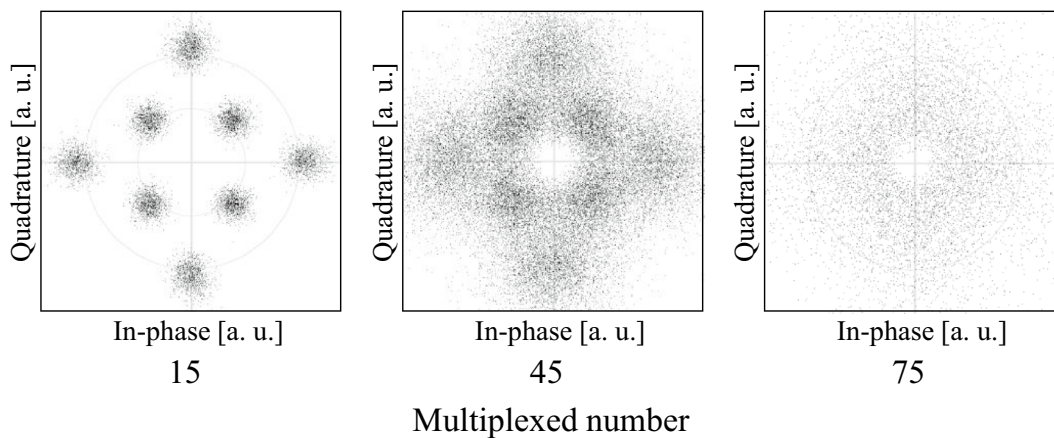 Quadrature [a. u.]
Quadrature [a. u.]
Quadrature [a. u.]
In-phase [a. u.]
In-phase [a. u.]
In-phase [a. u.]
15
45
75
Multiplexed number